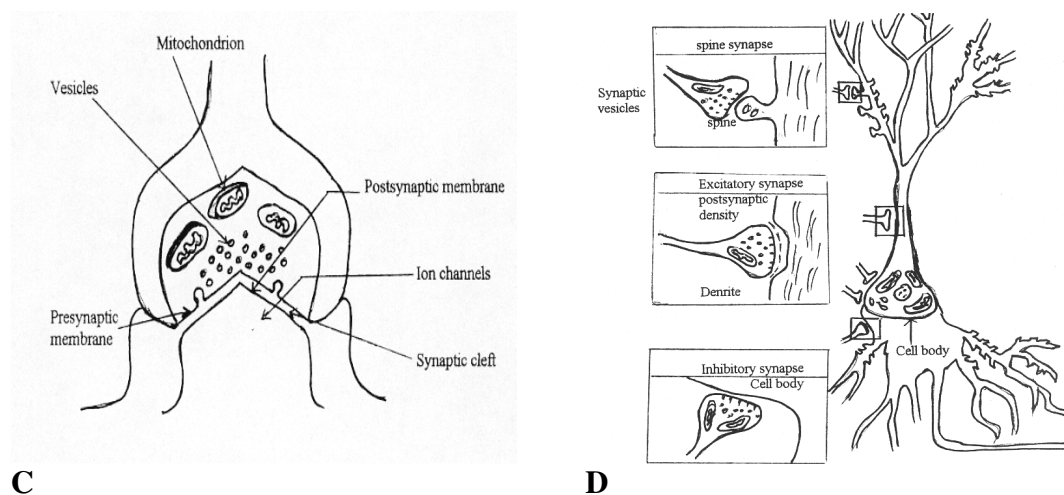 Mitochondrion
Vesicles
Postsynaptic membrane
Ion channels
Presynaptic
membrane
Synaptic cleft
C
spine synapse
Synaptic
vesicles
spine
Excitatory synapse
postsynaptic
density
Denrite
Inhibitory synapse
Cell body
Cell body
D